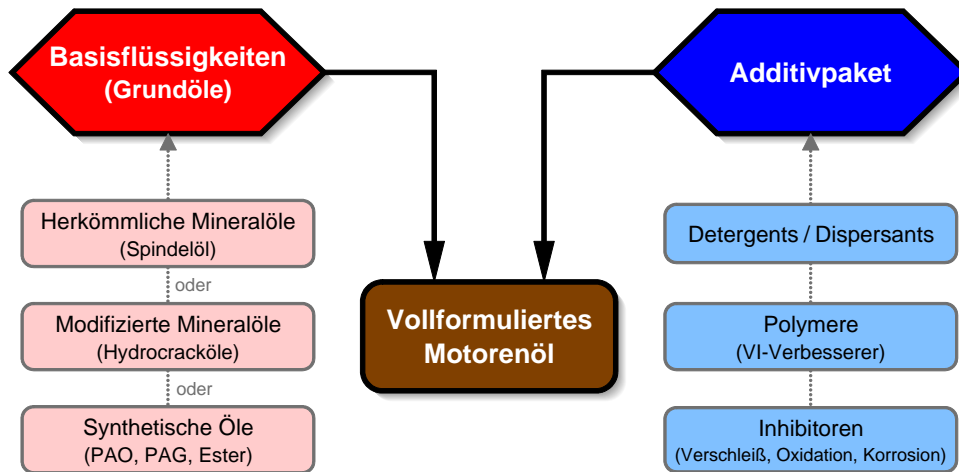 Basisflüssigkeiten
(Grundöle)
Additivpaket
Herkömmliche Mineralöle
(Spindelöl)
oder
Modifizierte Mineralöle
(Hydrocracköle)
oder
Synthetische Öle
(PAO, PAG, Ester)
Vollformuliertes
Motorenöl
Detergents / Dispersants
Polymere
(VI-Verbesserer)
Inhibitoren
(Verschleiß, Oxidation, Korrosion)